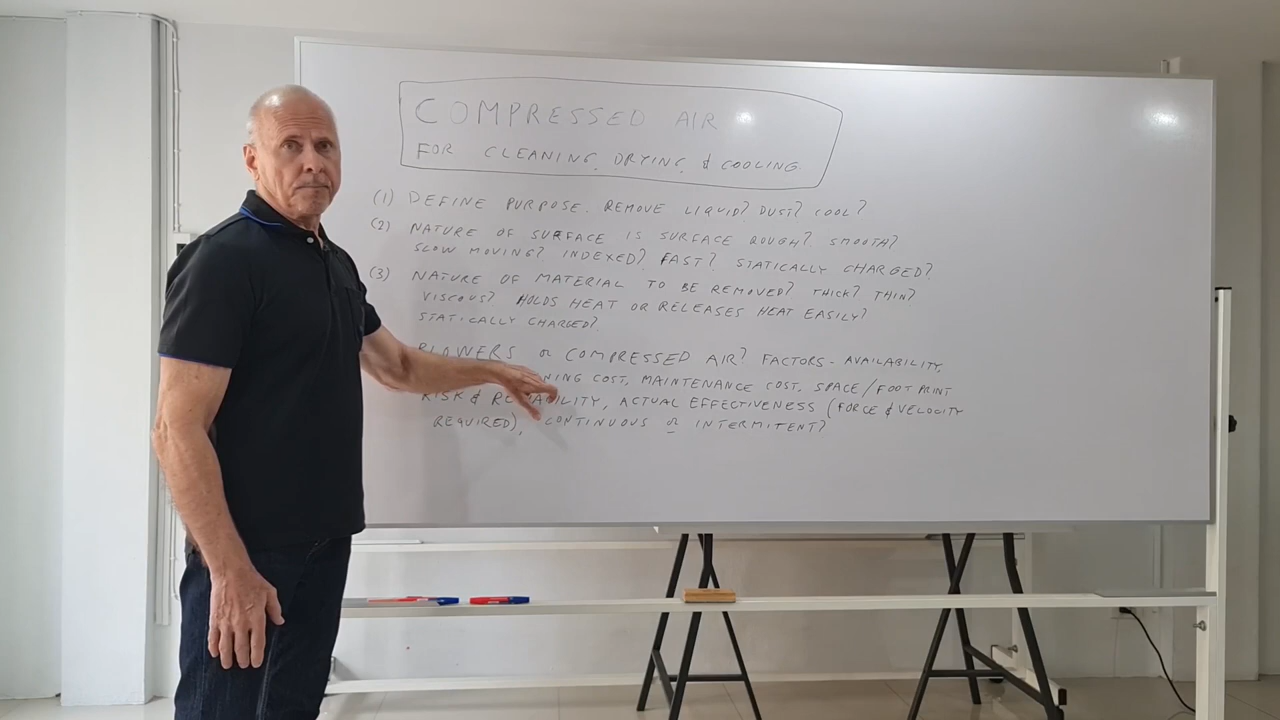 COMPRESSED AIR
FOR CLEANING, DRYING, & COOLING.
(1) DEFINE PURPOSE. REMOVE LIQUID? DUST? COOL?
(2) NATURE OF SURFACE IS SURFACE ROUGH? SMOOTH?
SLOW MOVING? INDEXED? FAST? STATICALLY CHARGED?
(3) NATURE OF MATERIAL TO BE REMOVED? THICK? THIN?
VISCOUS? HOLDS HEAT OR RELEASES HEAT EASILY?
STATICALLY CHARGED?
BLOWERS or COMPRESSED AIR? FACTORS - AVAILABILITY,
COST, MAINTENANCE COST, SPACE/FOOT PRINT
RISK & ACTUAL EFFECTIVENESS (FORCE & VELOCITY
REQUIRED), CONTINUOUS or INTERMITENT?